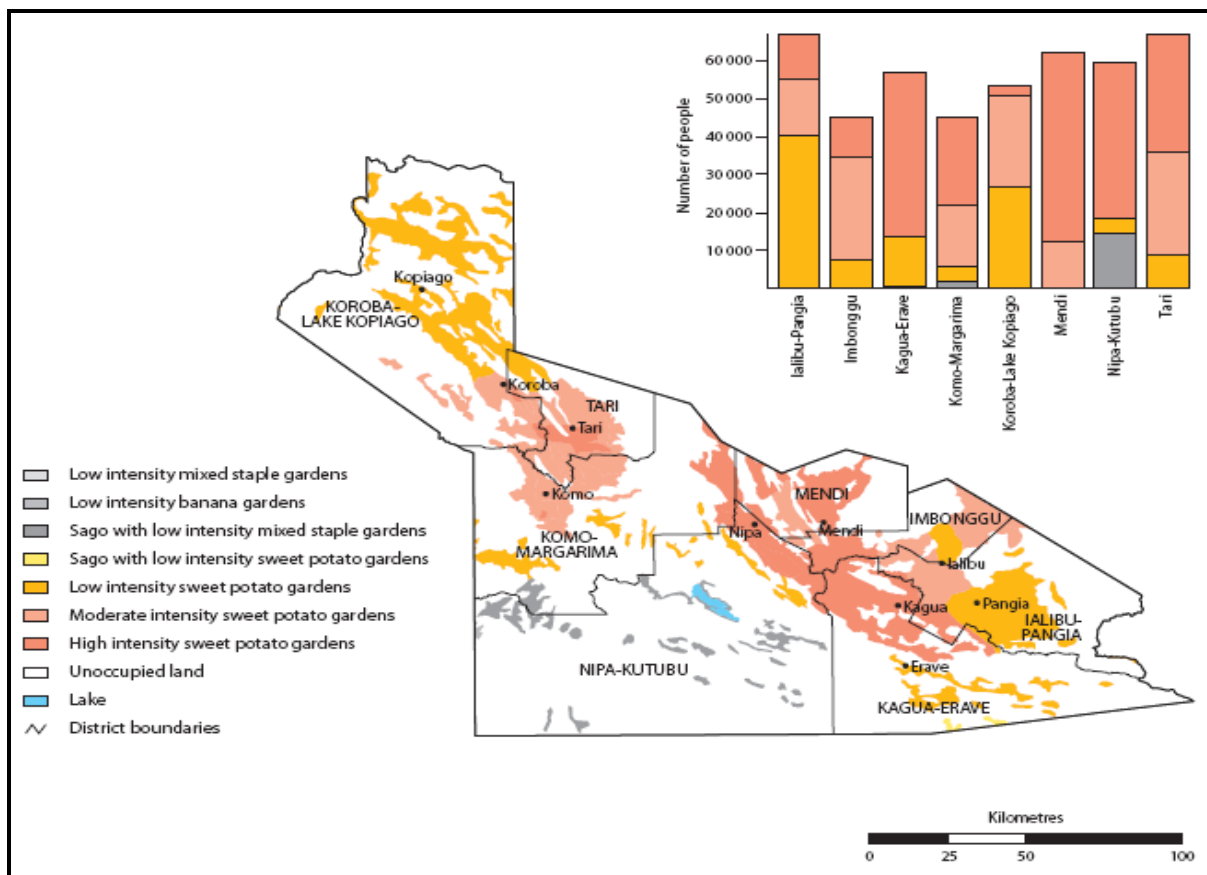 60 000
50 000
40 000
30 000
20 000
10 000
Number of people
Ialibu-Pangia
Imbonggu
Kagua-Erave
Komo-Margarima
Koroba-Lake Kopiago
Mendi
Nipa-Kutubu
Tari
Kopiago
KOROBA-
LAKE KOPIAGO
Koroba
TARI
Tari
Komo
KOMO-
MARGARIMA
MENDI
Nipa
Mendi
IMBONGGU
Ialibu
Kagua
Pangia
IALIBU-
PANGIA
NIPA-KUTUBU
Erave
KAGUA-ERAVE
Low intensity mixed staple gardens
Low intensity banana gardens
Sago with low intensity mixed staple gardens
Sago with low intensity sweet potato gardens
Low intensity sweet potato gardens
Moderate intensity sweet potato gardens
High intensity sweet potato gardens
Unoccupied land
Lake
District boundaries
Kilometres
0 25 50 100